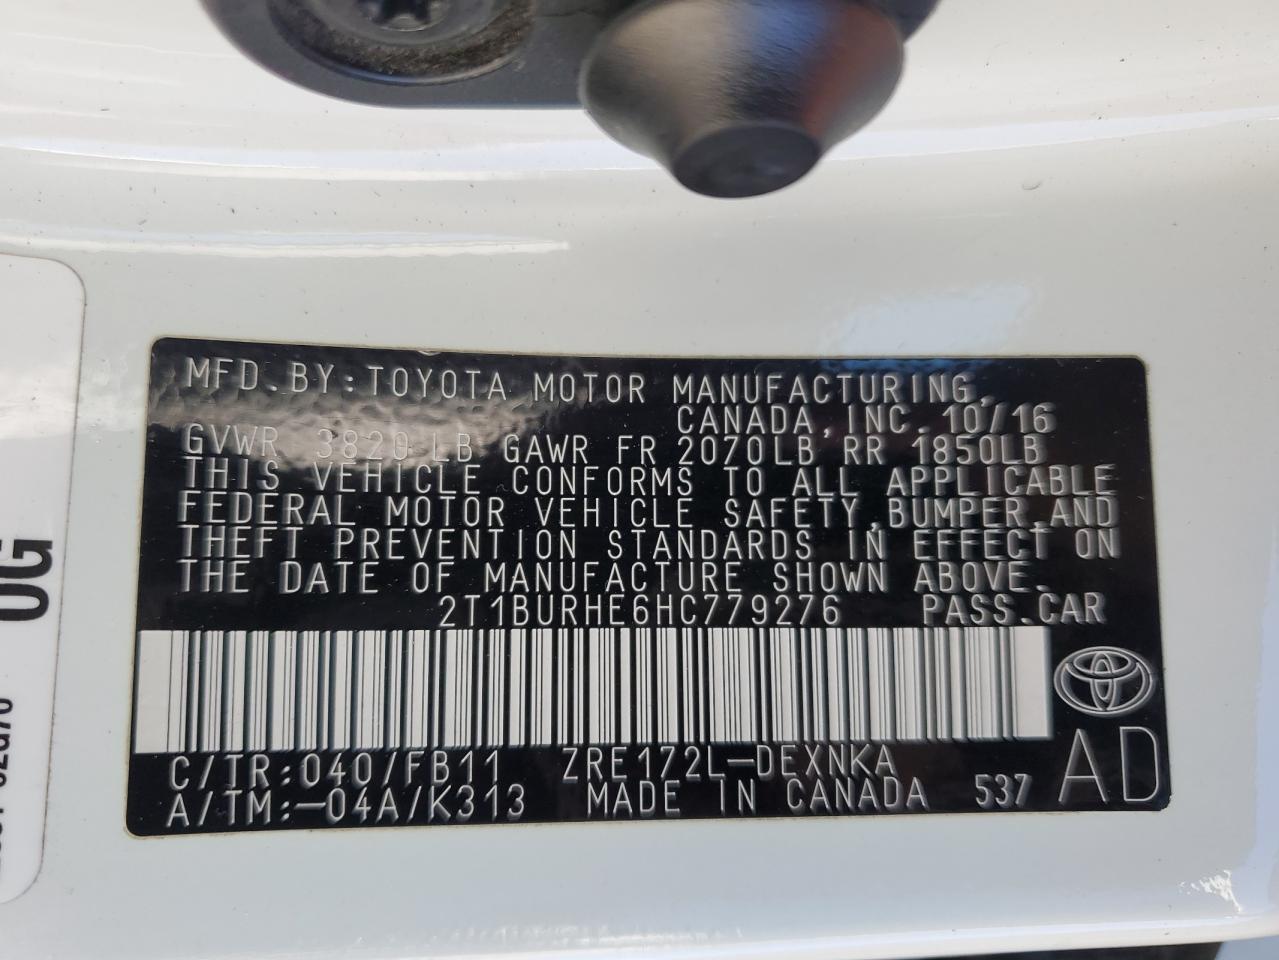 MFD.BY:TOYOTA MOTOR MANUFACTURING,
CANADA, INC. 10/16
GVWR 3820 LB GAWR FR 2070LB RR 1850LB
THIS VEHICLE CONFORMS TO ALL APPLICABLE
FEDERAL MOTOR VEHICLE SAFETY,BUMPER,AND
THEFT PREVENTION STANDARDS IN EFFECT ON
THE DATE OF MANUFACTURE SHOWN ABOVE.
2T1BURHE6HC779276 PASS.CAR
C/TR:040/FB11 ZRE172L-DEXNKA
A/TM:-04A/K313 MADE IN CANADA 537 AD
0G